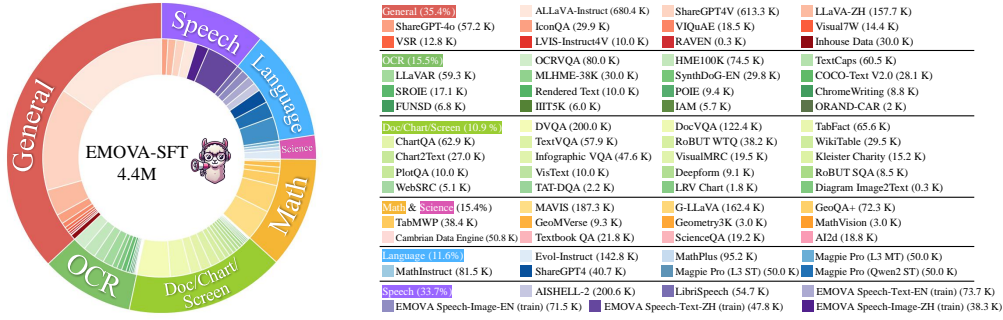 General
Speech
Language
Science
Math
Doc/Chart/
Screen
OCR
EMOVA-SFT
4.4M
General (35.4%) ALLaVA-Instruct (680.4 K) ShareGPT4V (613.3 K) LLaVA-ZH (157.7 K)
ShareGPT-4o (57.2 K) IconQA (29.9 K) VIQuAE (18.5 K) Visual7W (14.4 K)
VSR (12.8 K) LVIS-Instruct4V (10.0 K) RAVEN (0.3 K) Inhouse Data (30.0 K)
OCR (15.5%) OCRVQA (80.0 K) HME100K (74.5 K) TextCaps (60.5 K)
LLaVAR (59.3 K) MLHME-38K (30.0 K) SynthDoG-EN (29.8 K) COCO-Text V2.0 (28.1 K)
SROIE (17.1 K) Rendered Text (10.0 K) POIE (9.4 K) ChromeWriting (8.8 K)
FUNSD (6.8 K) IIIT5K (6.0 K) IAM (5.7 K) ORAND-CAR (2 K)
Doc/Chart/Screen (10.9 %) DVQA (200.0 K) DocVQA (122.4 K) TabFact (65.6 K)
ChartQA (62.9 K) TextVQA (57.9 K) RoBUT WTQ (38.2 K) WikiTable (29.5 K)
Chart2Text (27.0 K) Infographic VQA (47.6 K) VisualMRC (19.5 K) Kleister Charity (15.2 K)
PlotQA (10.0 K) VisText (10.0 K) Deepform (9.1 K) RoBUT SQA (8.5 K)
WebSRC (5.1 K) TAT-DQA (2.2 K) LRV Chart (1.8 K) Diagram Image2Text (0.3 K)
Math & Science (15.4%) MAVIS (187.3 K) G-LLaVA (162.4 K) GeoQA+ (72.3 K)
TabMWP (38.4 K) GeoMVerse (9.3 K) Geometry3K (3.0 K) MathVision (3.0 K)
Cambrian Data Engine (50.8 K) Textbook QA (21.8 K) ScienceQA (19.2 K) AI2d (18.8 K)
Language (11.6%) Evol-Instruct (142.8 K) MathPlus (95.2 K) Magpie Pro (L3 MT) (50.0 K)
MathInstruct (81.5 K) ShareGPT4 (40.7 K) Magpie Pro (L3 ST) (50.0 K) Magpie Pro (Qwen2 ST) (50.0 K)
Speech (33.7%) AISHELL-2 (200.6 K) LibriSpeech (54.7 K) EMOVA Speech-Text-EN (train) (73.7 K)
EMOVA Speech-Image-EN (train) (71.5 K) EMOVA Speech-Text-ZH (train) (47.8 K) EMOVA Speech-Image-ZH (train) (38.3 K)